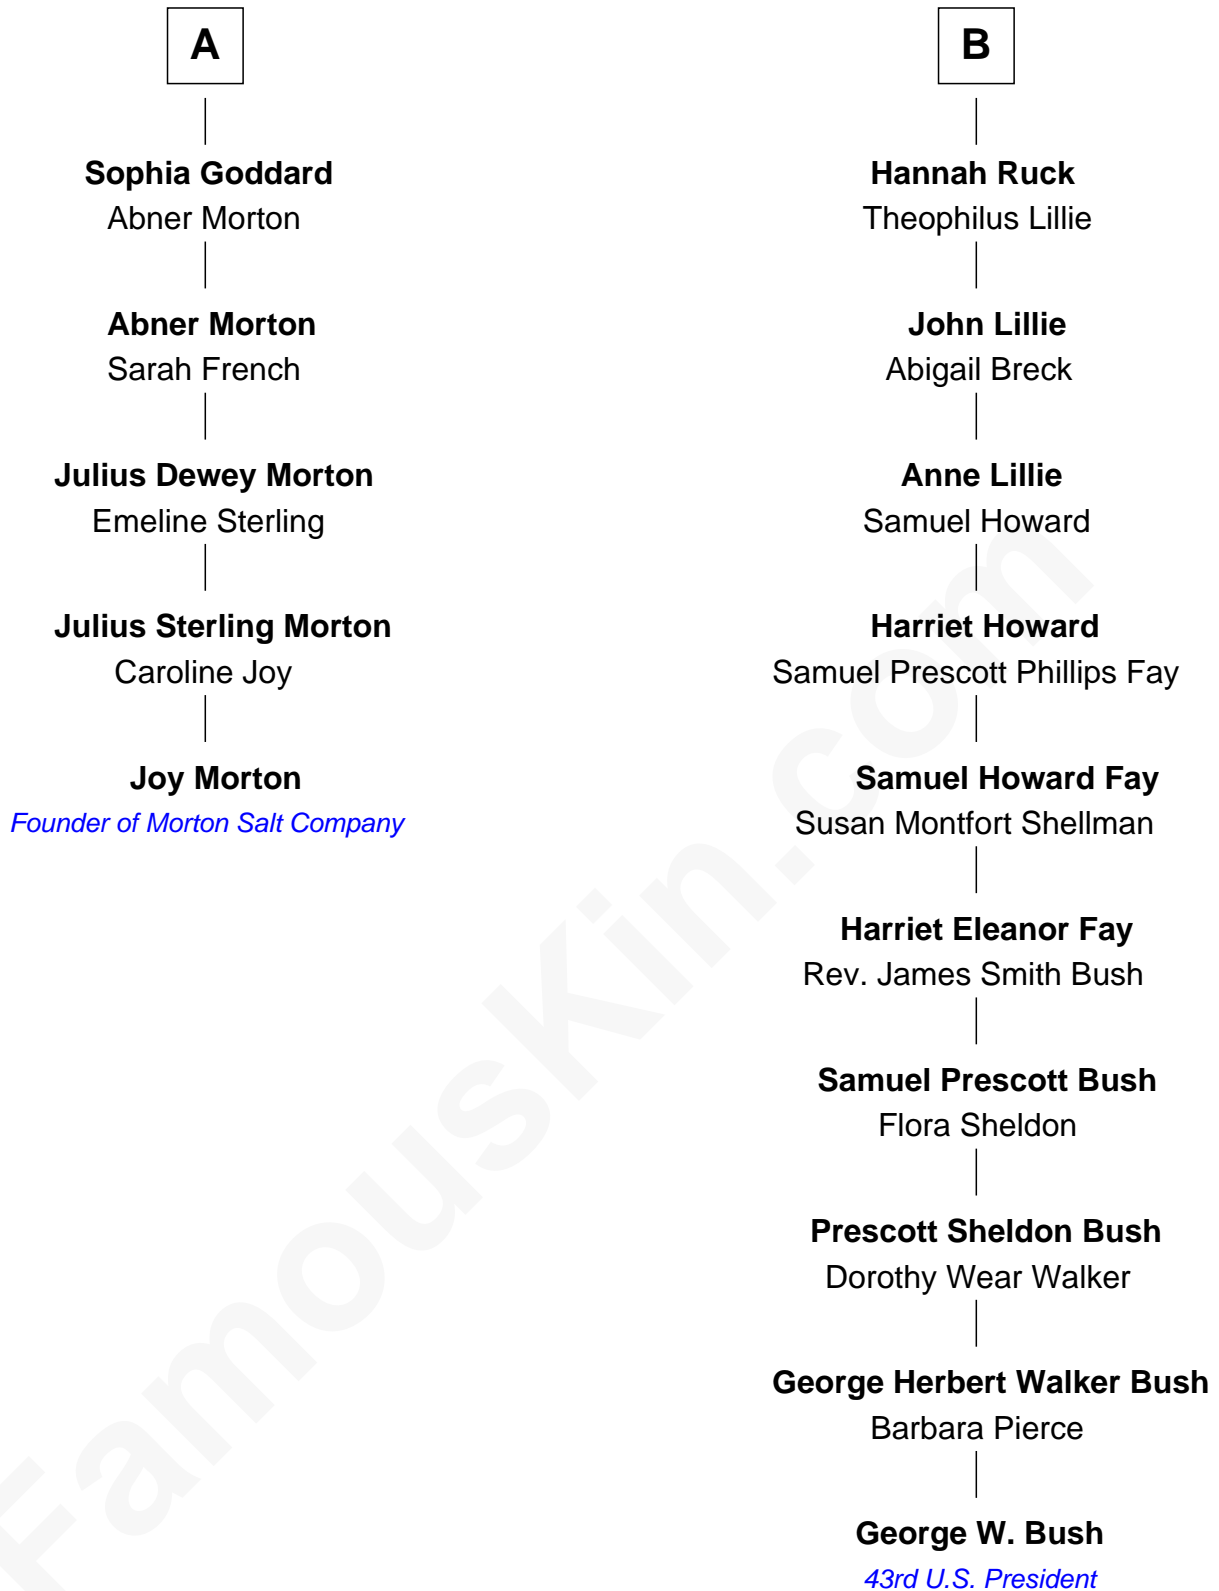 A
Sophia Goddard
Abner Morton
Abner Morton
Sarah French
Julius Dewey Morton
Emeline Sterling
Julius Sterling Morton
Caroline Joy
Joy Morton
Founder of Morton Salt Company
B
Hannah Ruck
Theophilus Lillie
John Lillie
Abigail Breck
Anne Lillie
Samuel Howard
Harriet Howard
Samuel Prescott Phillips Fay
Samuel Howard Fay
Susan Montfort Shellman
Harriet Eleanor Fay
Rev. James Smith Bush
Samuel Prescott Bush
Flora Sheldon
Prescott Sheldon Bush
Dorothy Wear Walker
George Herbert Walker Bush
Barbara Pierce
George W. Bush
43rd U.S. President
FamousKin.com